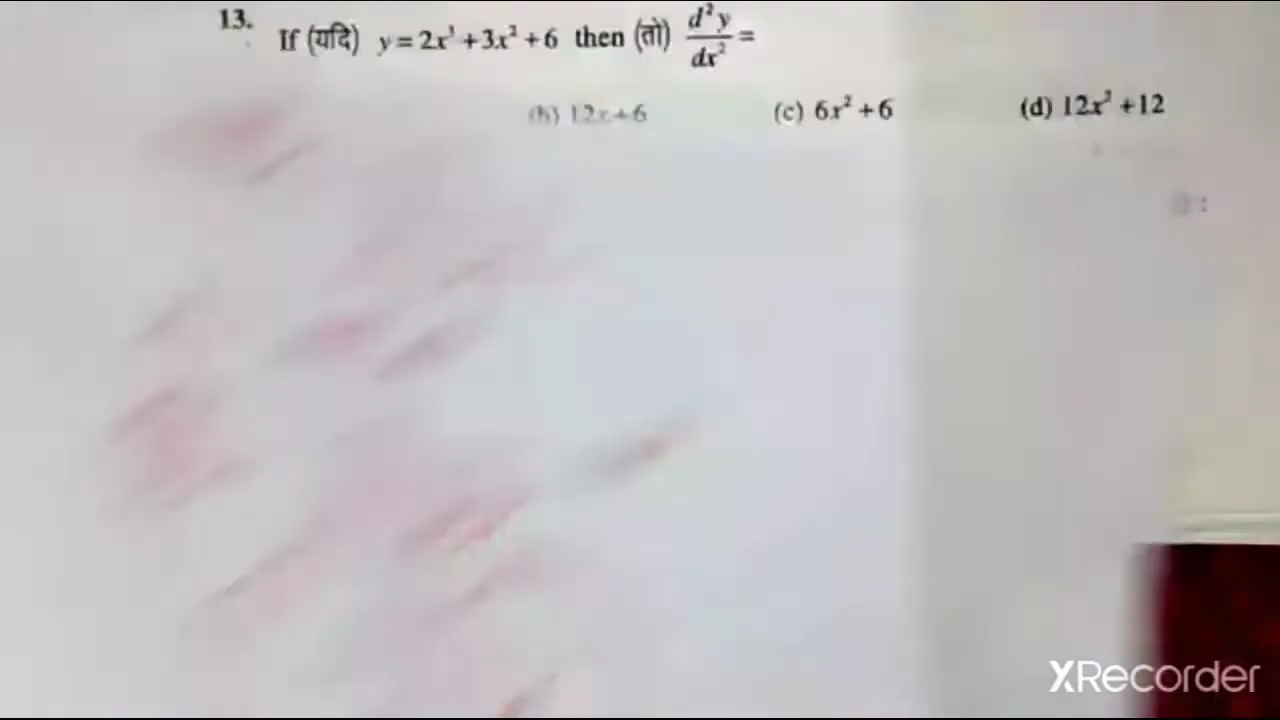 13. If (यदि) y = 2x³ + 3x² + 6 then (तो) d²y/dx² =
(b) 12x + 6 (c) 6x² + 6 (d) 12x² + 12
XRecorder